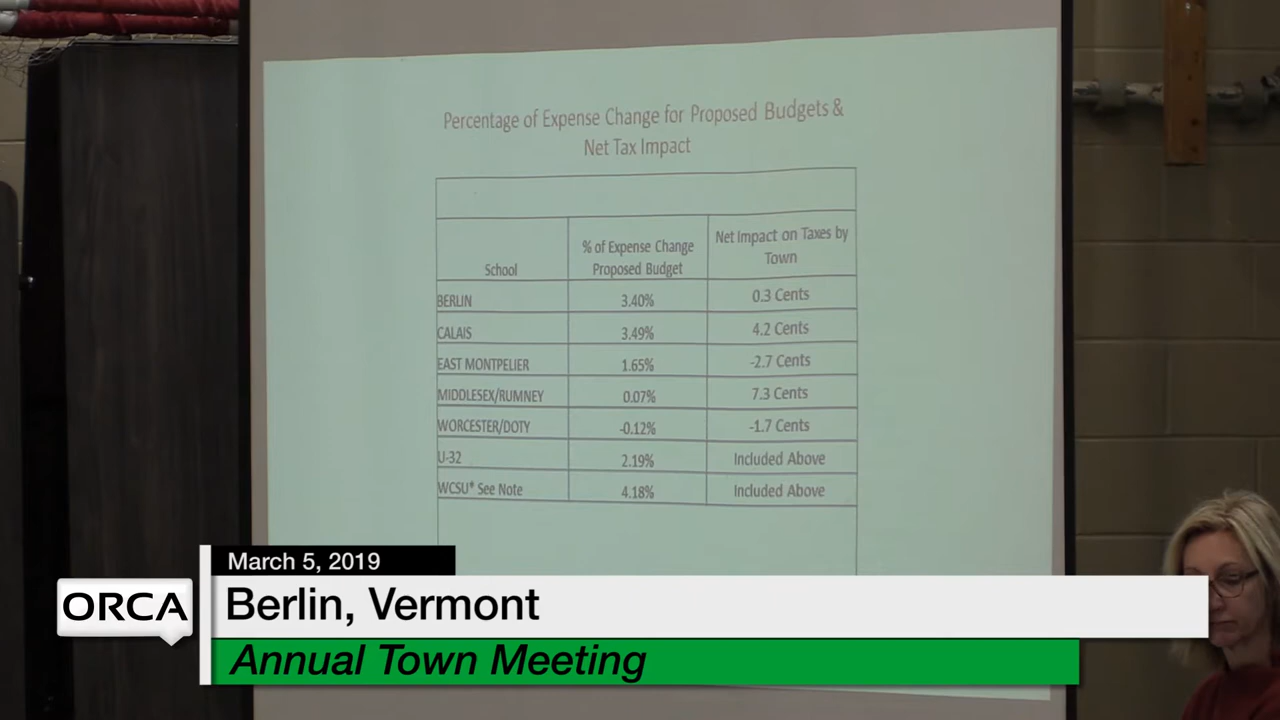 Percentage of Expense Change for Proposed Budgets &
Net Tax Impact
School
% of Expense Change
Proposed Budget
Net Impact on Taxes by
Town
BERLIN 3.40% 0.3 Cents
CALAIS 3.49% 4.2 Cents
EAST MONTPELIER 1.65% -2.7 Cents
MIDDLESEX/RUMNEY 0.07% 7.3 Cents
WORCESTER/DOTY -0.12% -1.7 Cents
U-32 2.19% Included Above
WCSU* See Note 4.18% Included Above
March 5, 2019
ORCA
Berlin, Vermont
Annual Town Meeting